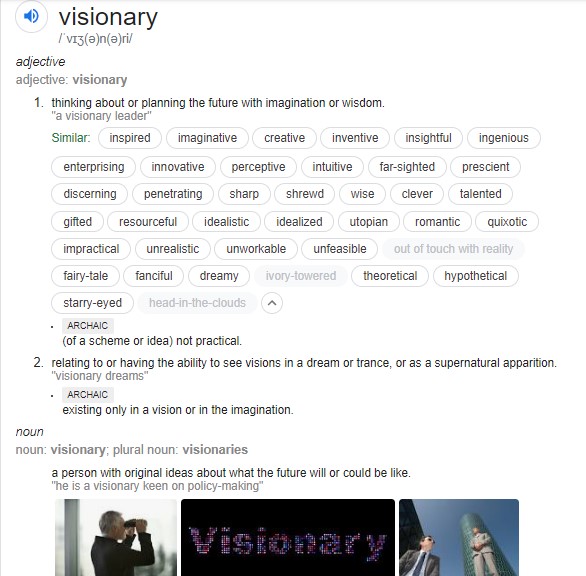 visionary
/ˈvɪʒ(ə)n(ə)ri/
adjective
adjective: visionary
1. thinking about or planning the future with imagination or wisdom.
"a visionary leader"
Similar: inspired imaginative creative inventive insightful ingenious
enterprising innovative perceptive intuitive far-sighted prescient
discerning penetrating sharp shrewd wise clever talented
gifted resourceful idealistic idealized utopian romantic quixotic
impractical unrealistic unworkable unfeasible out of touch with reality
fairy-tale fanciful dreamy ivory-towered theoretical hypothetical
starry-eyed head-in-the-clouds
• ARCHAIC
(of a scheme or idea) not practical.
2. relating to or having the ability to see visions in a dream or trance, or as a supernatural apparition.
"visionary dreams"
• ARCHAIC
existing only in a vision or in the imagination.
noun
noun: visionary; plural noun: visionaries
a person with original ideas about what the future will or could be like.
"he is a visionary keen on policy-making"
Visionary